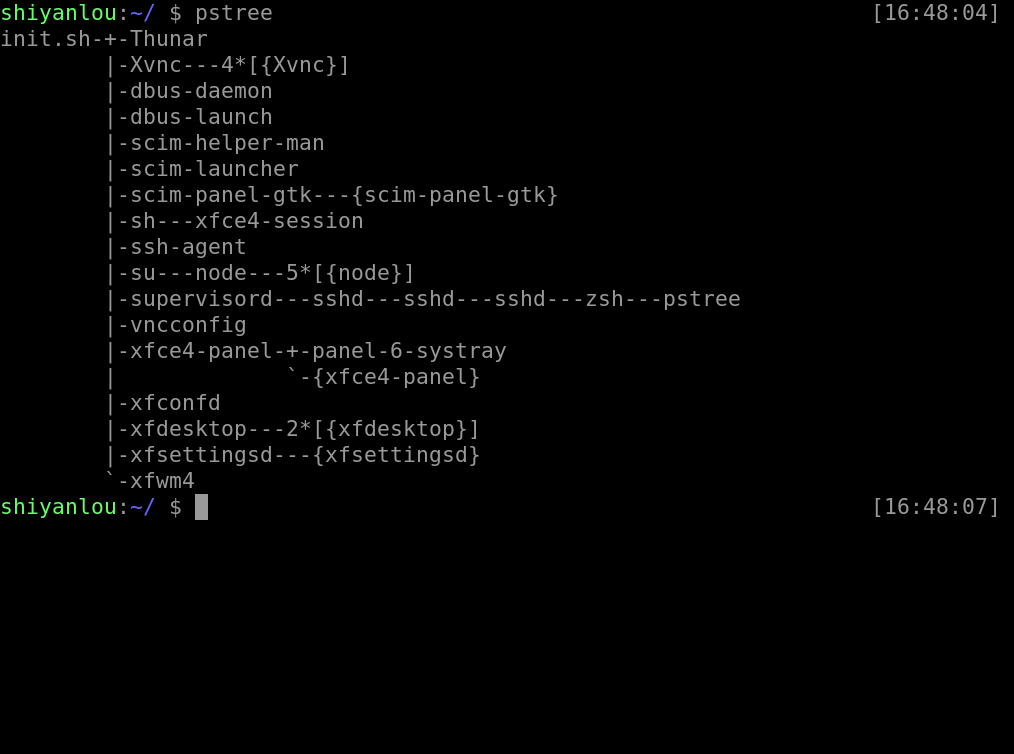 shiyanlou:~/ $ pstree [16:48:04]
init.sh-+-Thunar
        |-Xvnc---4*[{Xvnc}]
        |-dbus-daemon
        |-dbus-launch
        |-scim-helper-man
        |-scim-launcher
        |-scim-panel-gtk---{scim-panel-gtk}
        |-sh---xfce4-session
        |-ssh-agent
        |-su---node---5*[{node}]
        |-supervisord---sshd---sshd---sshd---zsh---pstree
        |-vncconfig
        |-xfce4-panel-+-panel-6-systray
        |             `-{xfce4-panel}
        |-xfconfd
        |-xfdesktop---2*[{xfdesktop}]
        |-xfsettingsd---{xfsettingsd}
        `-xfwm4
shiyanlou:~/ $ [16:48:07]